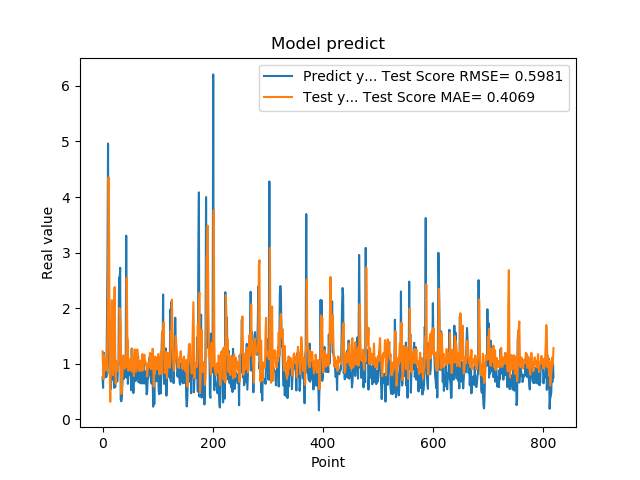 Model predict
Predict y... Test Score RMSE= 0.5981
Test y... Test Score MAE= 0.4069
Real value
6
5
4
3
2
1
0
0 200 400 600 800
Point